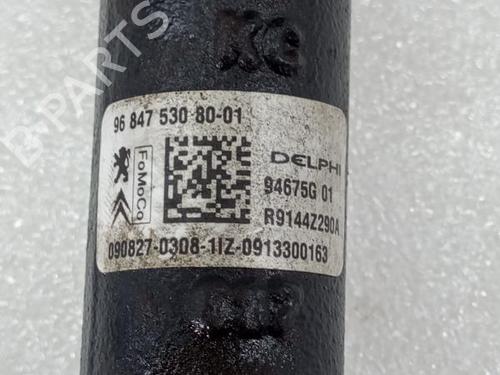 96 847 530 80-01
FoMoCo
DELPHI
94675G 01
R9144Z290A
090827-0308-1IZ-0913300163
B-PARTS